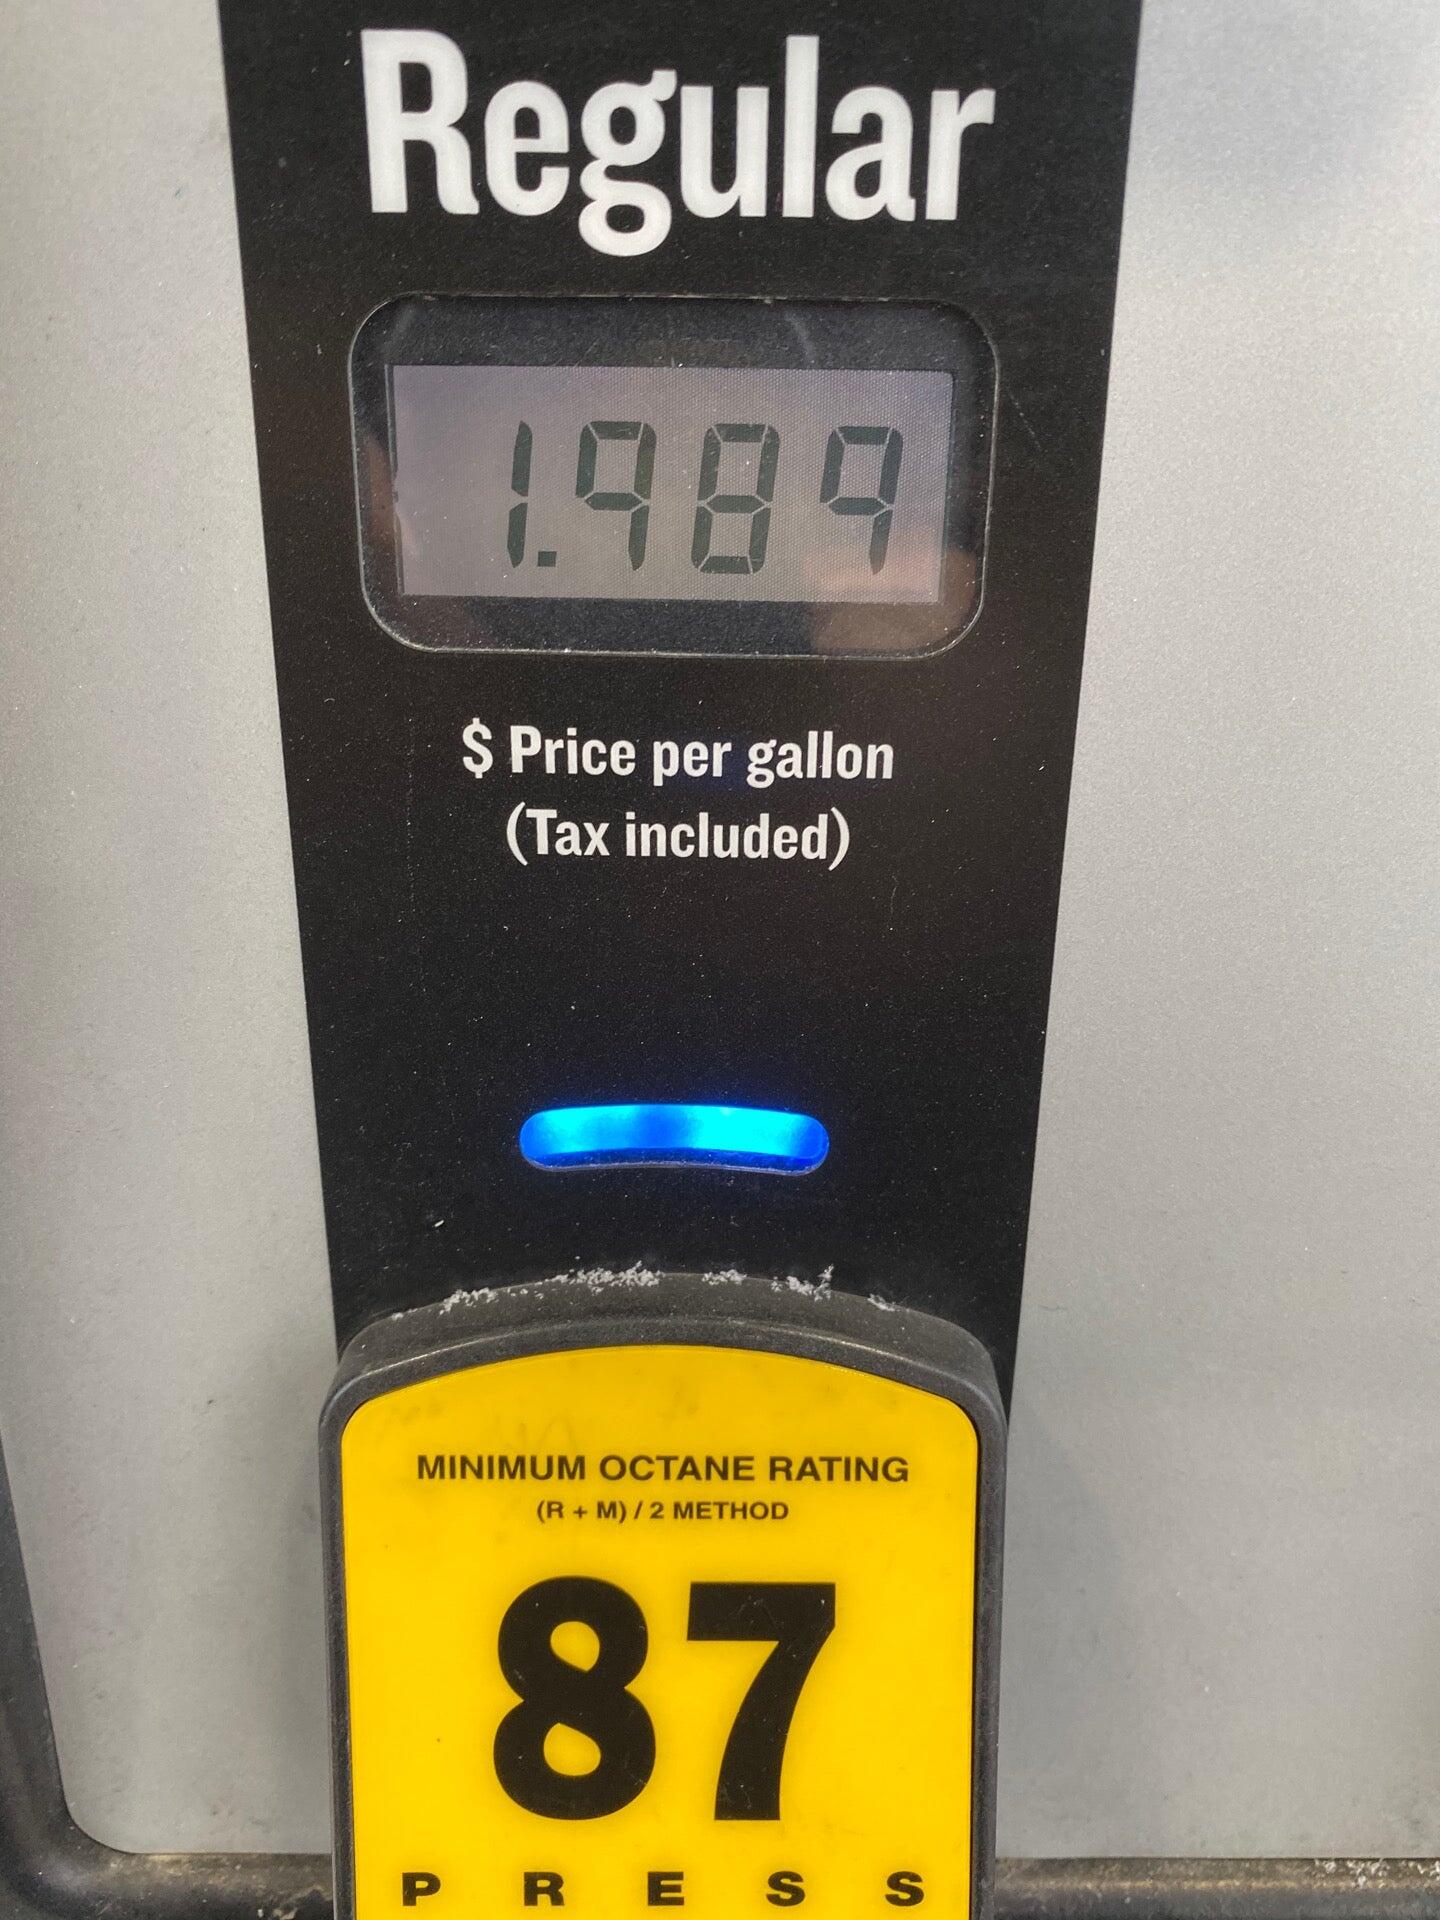 Regular
1.989
$ Price per gallon
(Tax included)
MINIMUM OCTANE RATING
(R + M) / 2 METHOD
87
PRESS